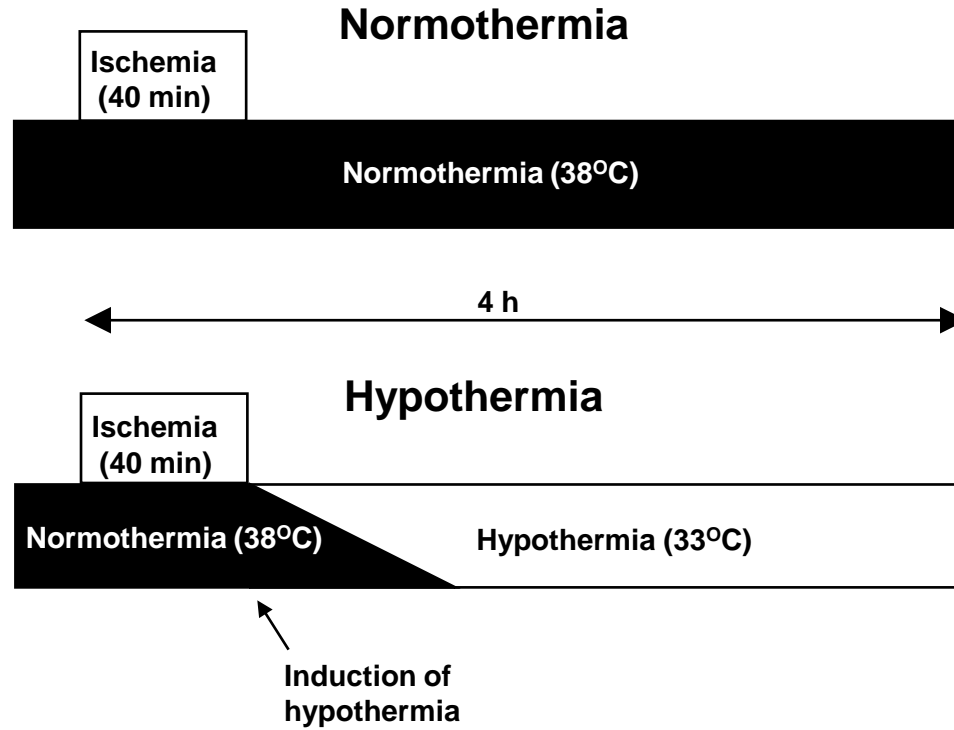 Normothermia
Ischemia
(40 min)
Normothermia (38ᴼC)
4 h
Hypothermia
Ischemia
(40 min)
Normothermia (38ᴼC)
Hypothermia (33ᴼC)
Induction of
hypothermia